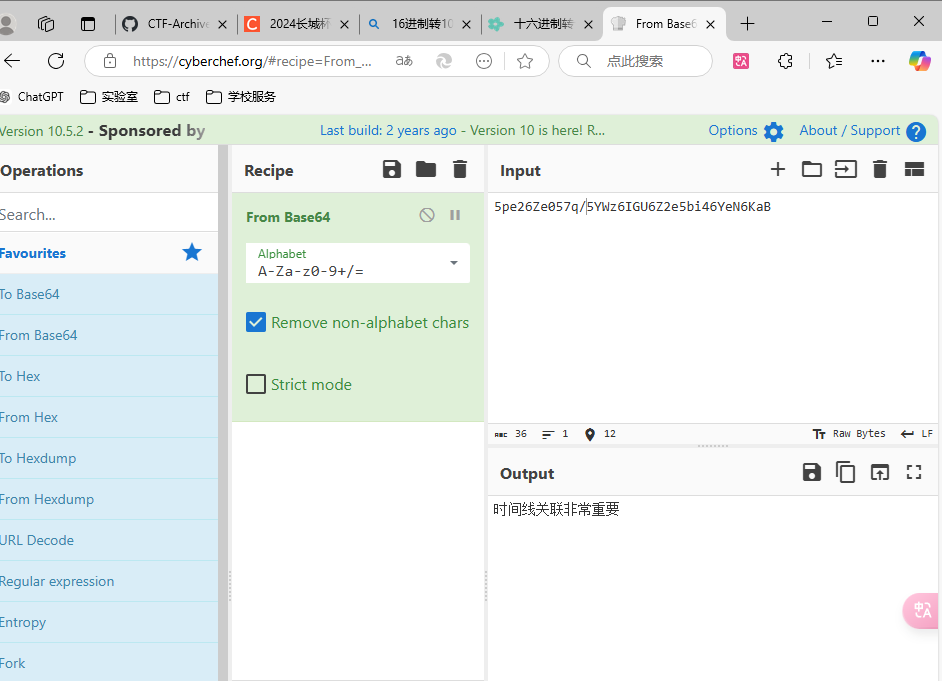 CTF-Archive
2024长城杯
16进制转10
十六进制转
From Base6
https://cyberchef.org/#recipe=From_...
点此搜索
ChatGPT
实验室
ctf
学校服务
Version 10.5.2 - Sponsored by
Last build: 2 years ago - Version 10 is here! R...
Options
About / Support
Operations
Recipe
Input
Search...
Favourites
To Base64
From Base64
To Hex
From Hex
To Hexdump
From Hexdump
URL Decode
Regular expression
Entropy
Fork
From Base64
Alphabet
A-Za-z0-9+/=
Remove non-alphabet chars
Strict mode
5pe26Ze057q/5YWz6IGU6Z2e5bi46YeN6KaB
36 1 12
Raw Bytes LF
Output
时间线关联非常重要